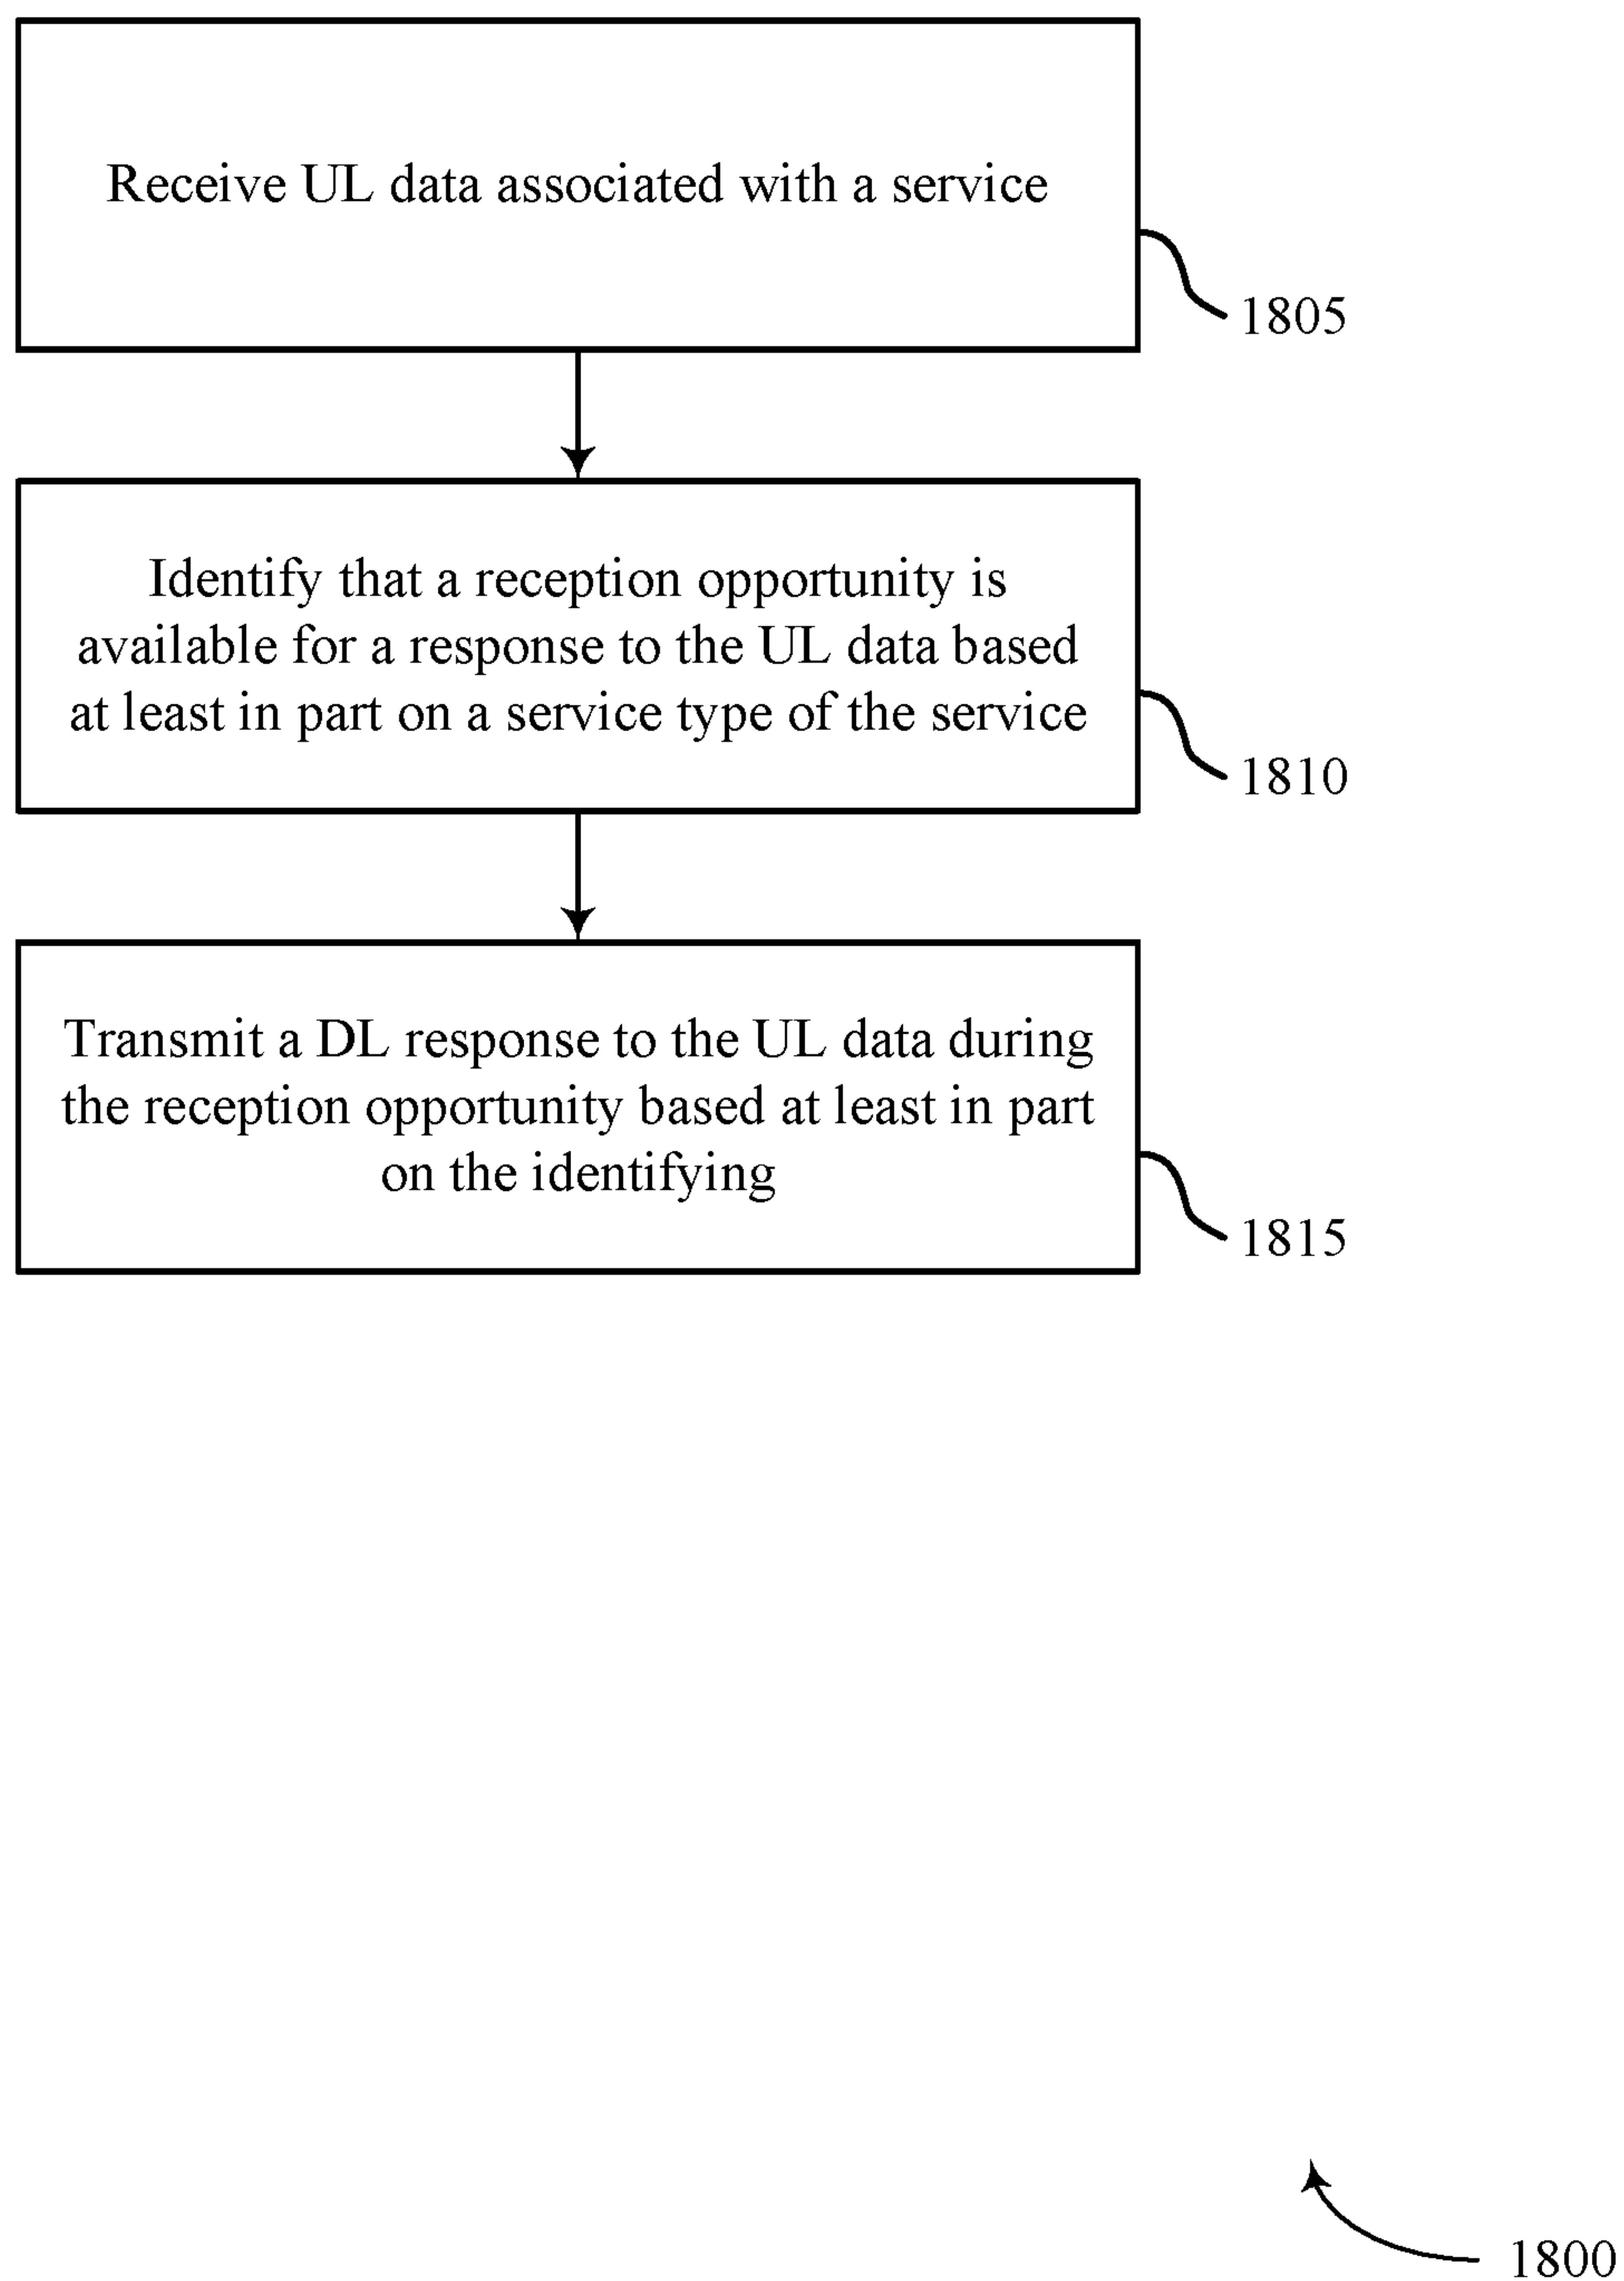 Receive UL data associated with a service
1805
Identify that a reception opportunity is
available for a response to the UL data based
at least in part on a service type of the service
1810
Transmit a DL response to the UL data during
the reception opportunity based at least in part
on the identifying
1815
1800